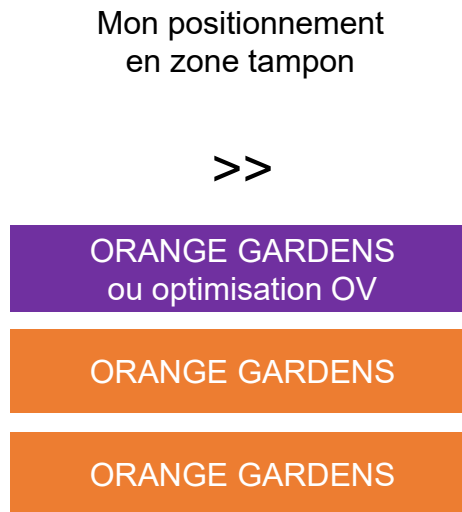 Mon positionnement
en zone tampon
>>
ORANGE GARDENS
ou optimisation OV
ORANGE GARDENS
ORANGE GARDENS